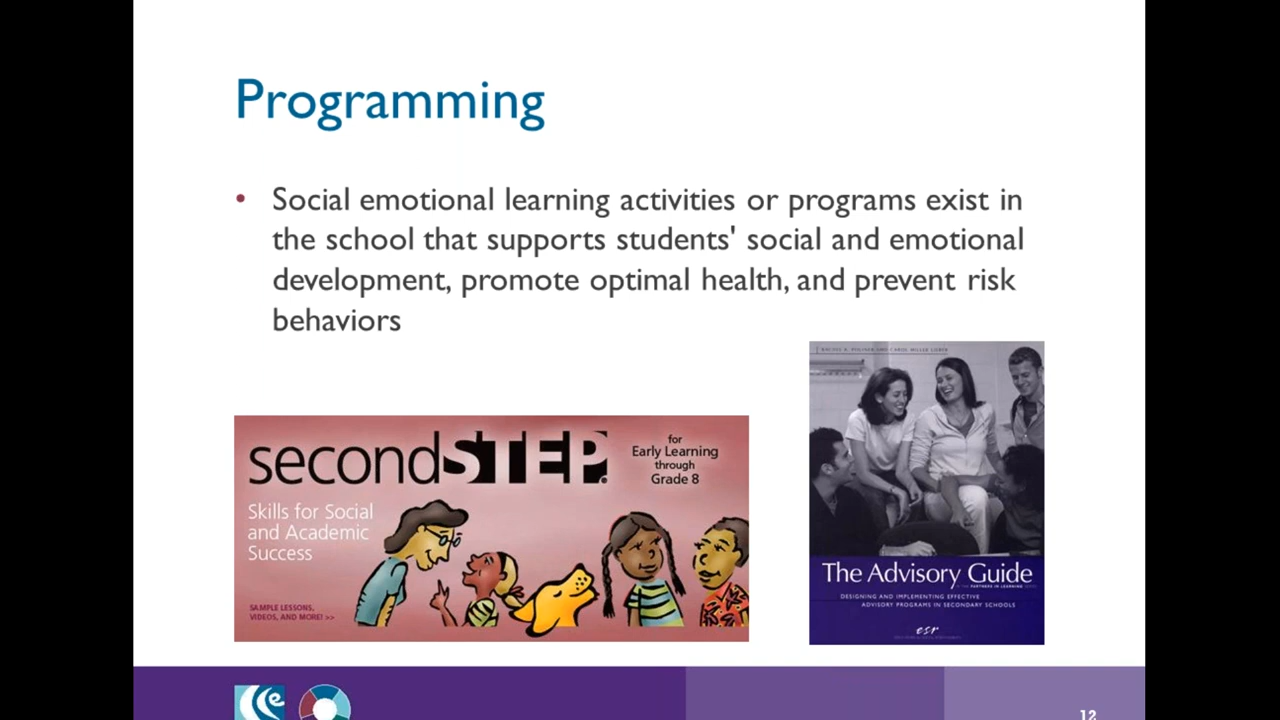 Programming
• Social emotional learning activities or programs exist in
the school that supports students' social and emotional
development, promote optimal health, and prevent risk
behaviors
secondSTEP®
for
Early Learning
through
Grade 8
Skills for Social
and Academic
Success
SAMPLE LESSONS,
VIDEOS, AND MORE! >>
The Advisory Guide
PARTNERS IN LEARNING
DESIGNING AND IMPLEMENTING EFFECTIVE
ADVISORY PROGRAMS IN SECONDARY SCHOOLS
esr
12